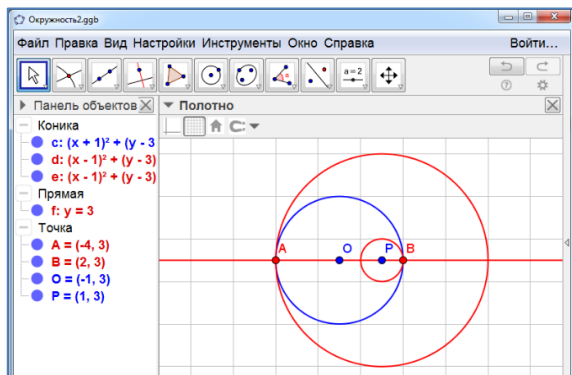 Окружность2.ggb
Файл Правка Вид Настройки Инструменты Окно Справка Войти...
a=2
Панель объектов
Полотно
Коника
c: (x + 1)² + (y - 3
d: (x - 1)² + (y - 3)
e: (x - 1)² + (y - 3)
Прямая
f: y = 3
Точка
A = (-4, 3)
B = (2, 3)
O = (-1, 3)
P = (1, 3)
A O P B